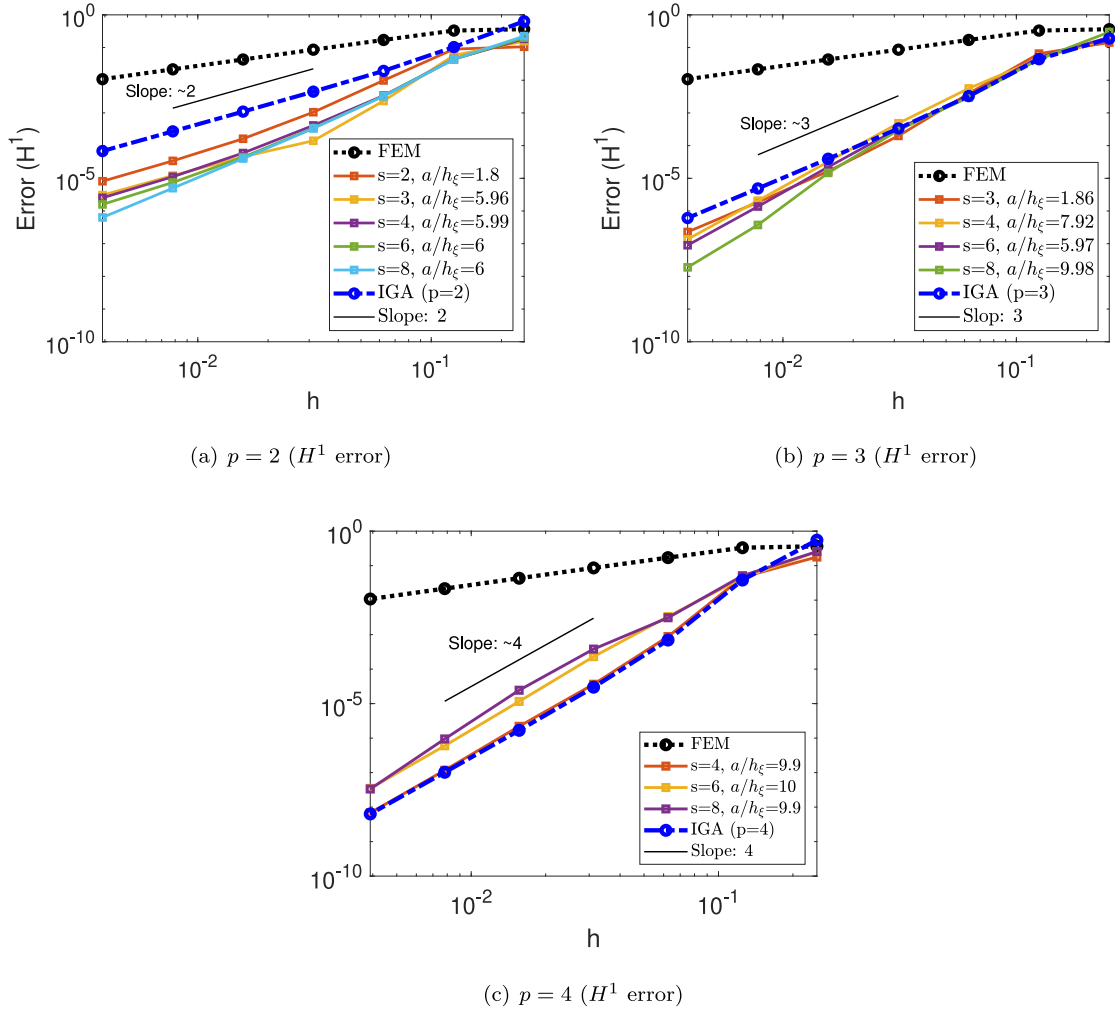 10^0
10^-5
10^-10
Error (H^1)
10^-2
10^-1
h
Slope: ~2
FEM
s=2, a/h_ξ=1.8
s=3, a/h_ξ=5.96
s=4, a/h_ξ=5.99
s=6, a/h_ξ=6
s=8, a/h_ξ=6
IGA (p=2)
Slope: 2
(a) p = 2 (H^1 error)
10^0
10^-5
10^-10
Error (H^1)
10^-2
10^-1
h
Slope: ~3
FEM
s=3, a/h_ξ=1.86
s=4, a/h_ξ=7.92
s=6, a/h_ξ=5.97
s=8, a/h_ξ=9.98
IGA (p=3)
Slope: 3
(b) p = 3 (H^1 error)
10^0
10^-5
10^-10
10^-2
10^-1
h
Slope: ~4
FEM
s=4, a/h_ξ=9.9
s=6, a/h_ξ=10
s=8, a/h_ξ=9.9
IGA (p=4)
Slope: 4
(c) p = 4 (H^1 error)